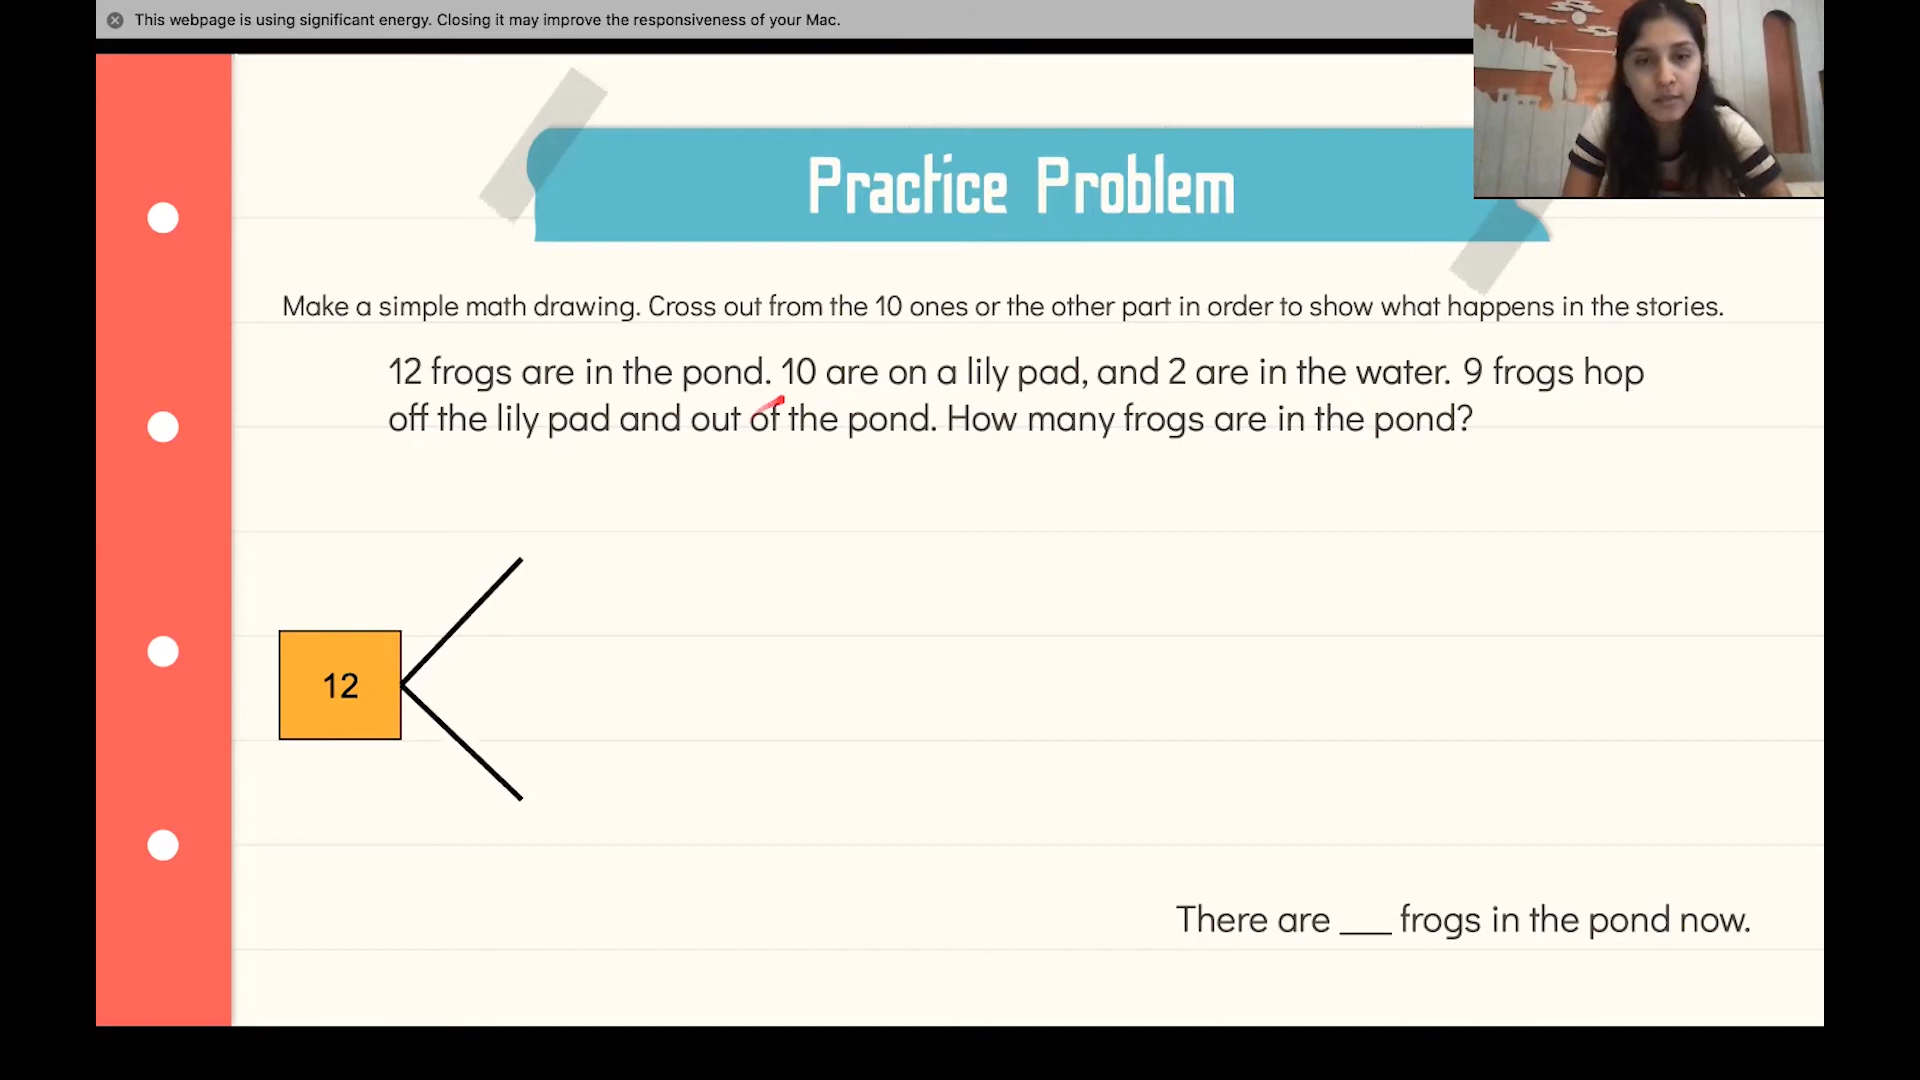 This webpage is using significant energy. Closing it may improve the responsiveness of your Mac.
Practice Problem
Make a simple math drawing. Cross out from the 10 ones or the other part in order to show what happens in the stories.
12 frogs are in the pond. 10 are on a lily pad, and 2 are in the water. 9 frogs hop
off the lily pad and out of the pond. How many frogs are in the pond?
12
There are ___ frogs in the pond now.